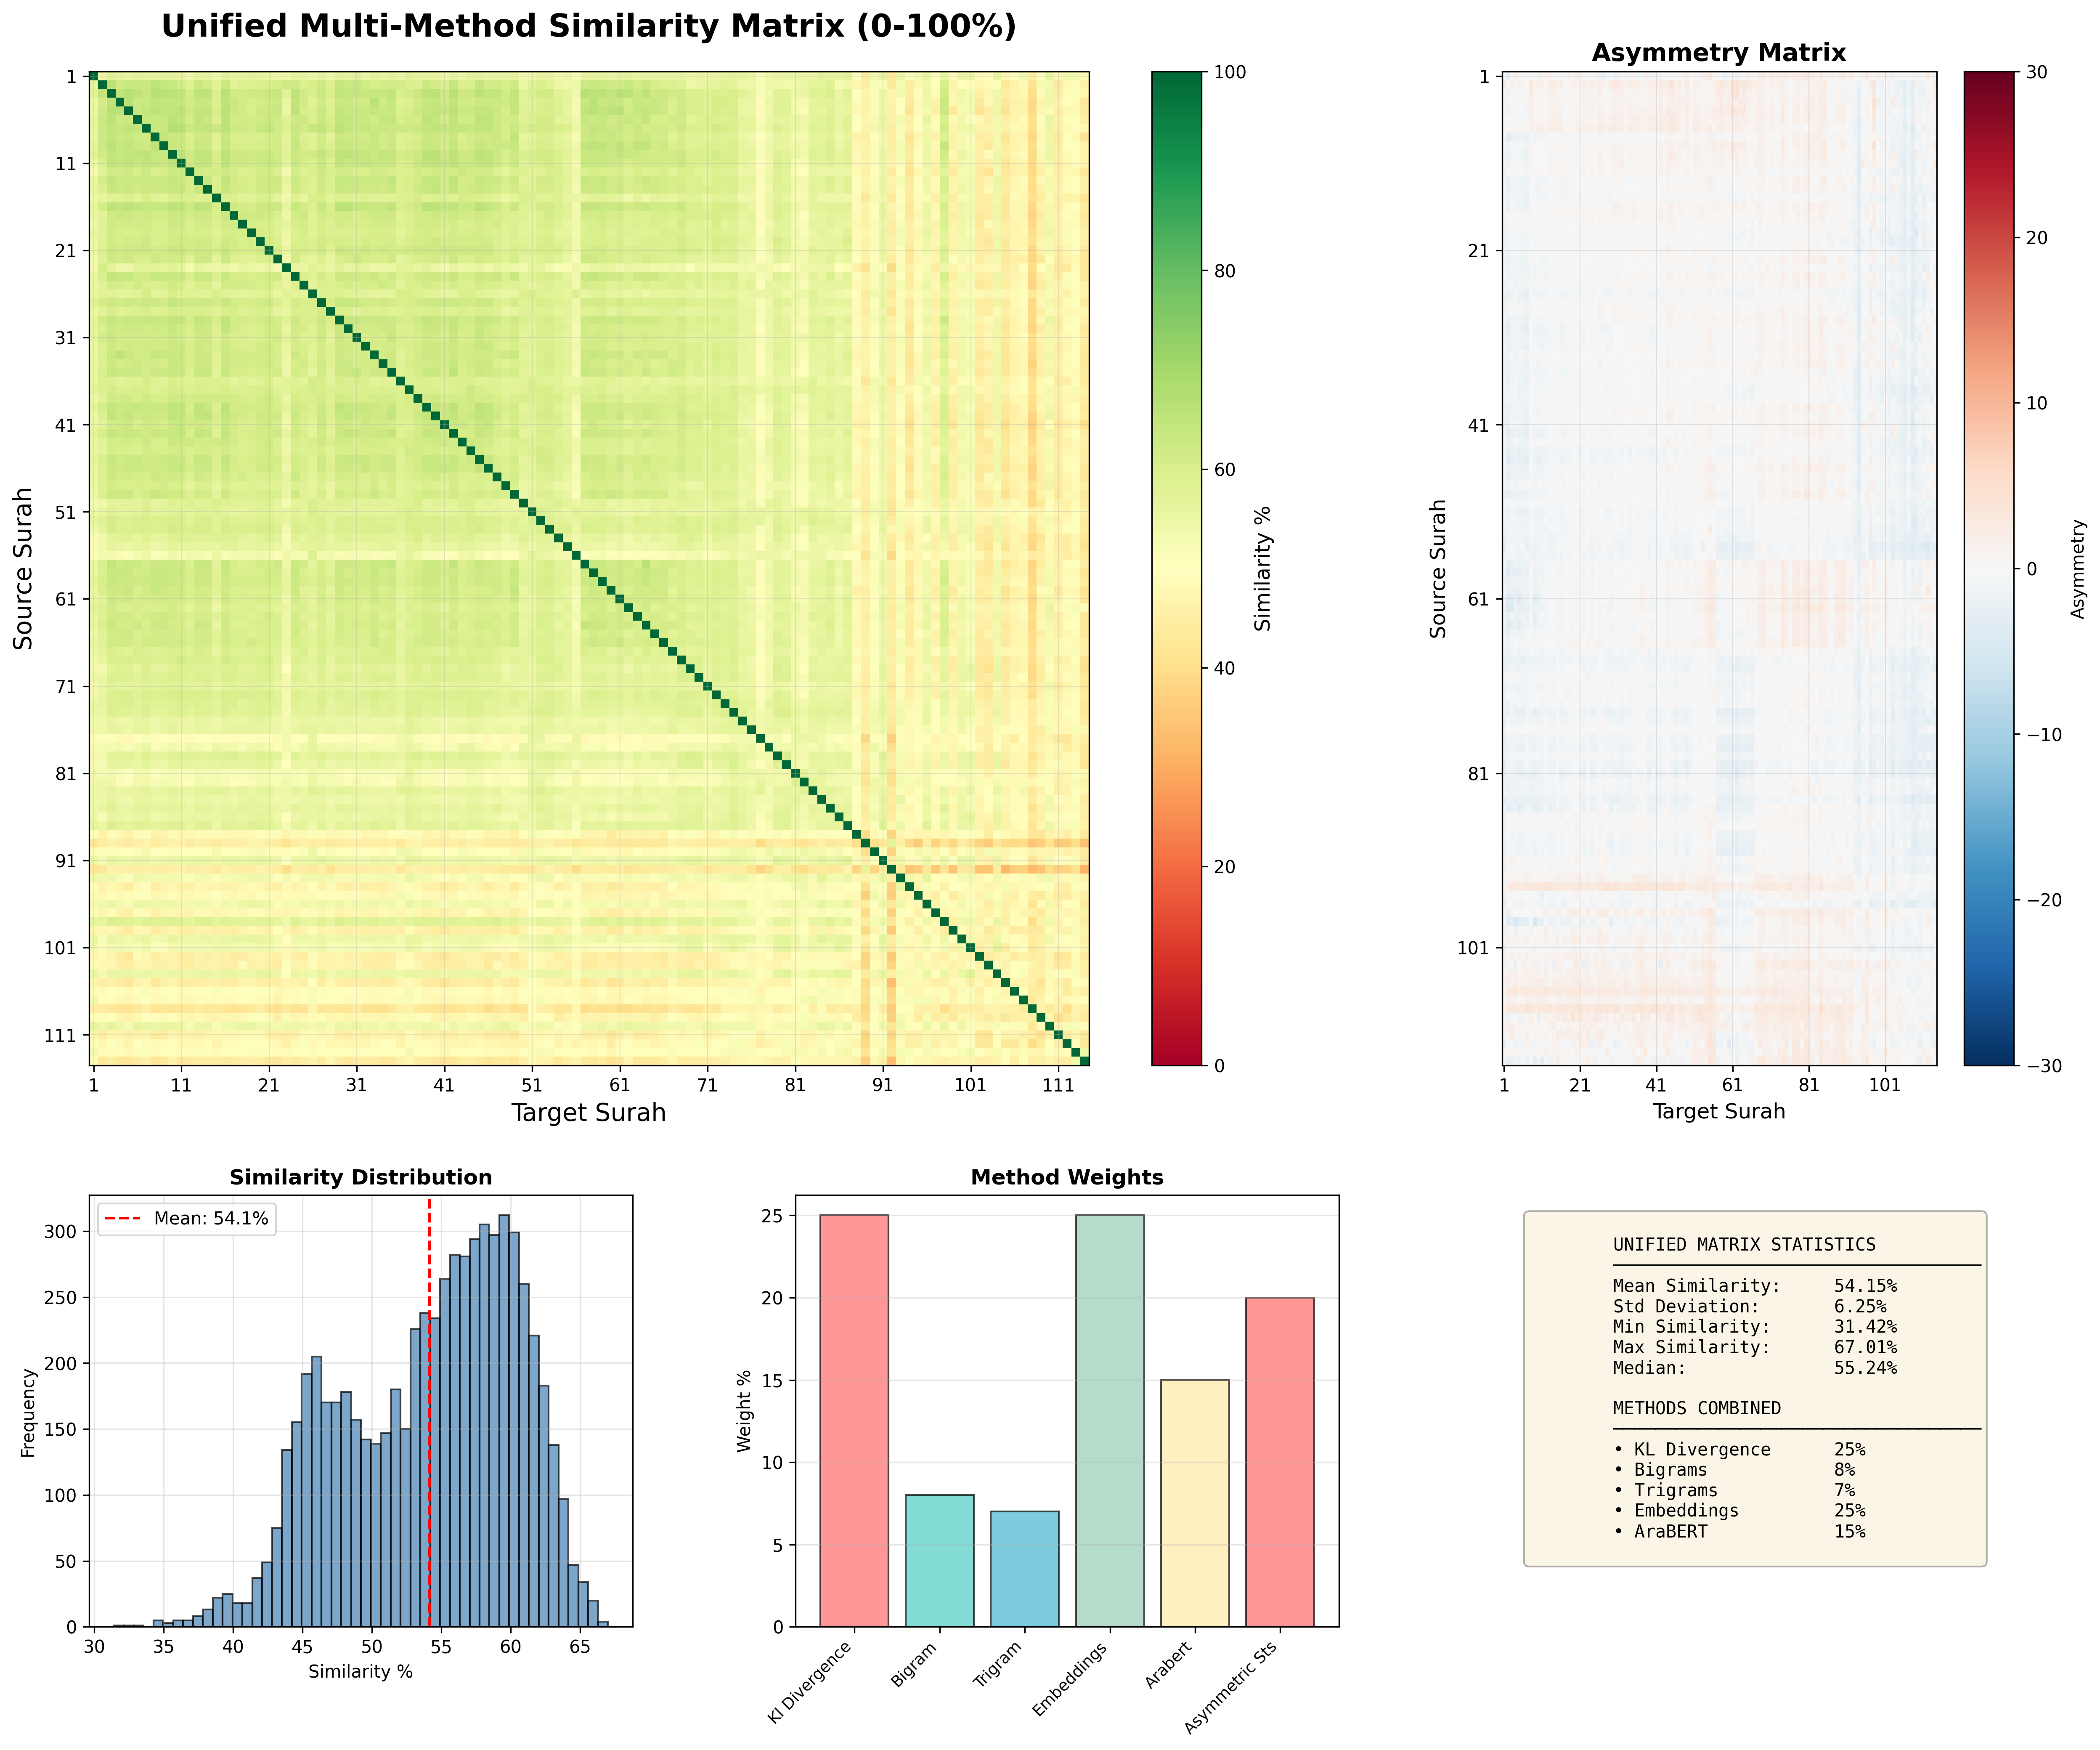 Unified Multi-Method Similarity Matrix (0-100%)
1
11
21
31
41
51
61
71
81
91
101
111
Source Surah
1 11 21 31 41 51 61 71 81 91 101 111
Target Surah
100
80
60
40
20
0
Similarity %
Asymmetry Matrix
1
21
41
61
81
101
Source Surah
1 21 41 61 81 101
Target Surah
30
20
10
0
−10
−20
−30
Asymmetry
Similarity Distribution
Mean: 54.1%
300
250
200
150
100
50
0
Frequency
30 35 40 45 50 55 60 65
Similarity %
Method Weights
25
20
15
10
5
0
Weight %
Kl Divergence
Bigram
Trigram
Embeddings
Arabert
Asymmetric Sts
UNIFIED MATRIX STATISTICS
Mean Similarity: 54.15%
Std Deviation: 6.25%
Min Similarity: 31.42%
Max Similarity: 67.01%
Median: 55.24%
METHODS COMBINED
• KL Divergence 25%
• Bigrams 8%
• Trigrams 7%
• Embeddings 25%
• AraBERT 15%